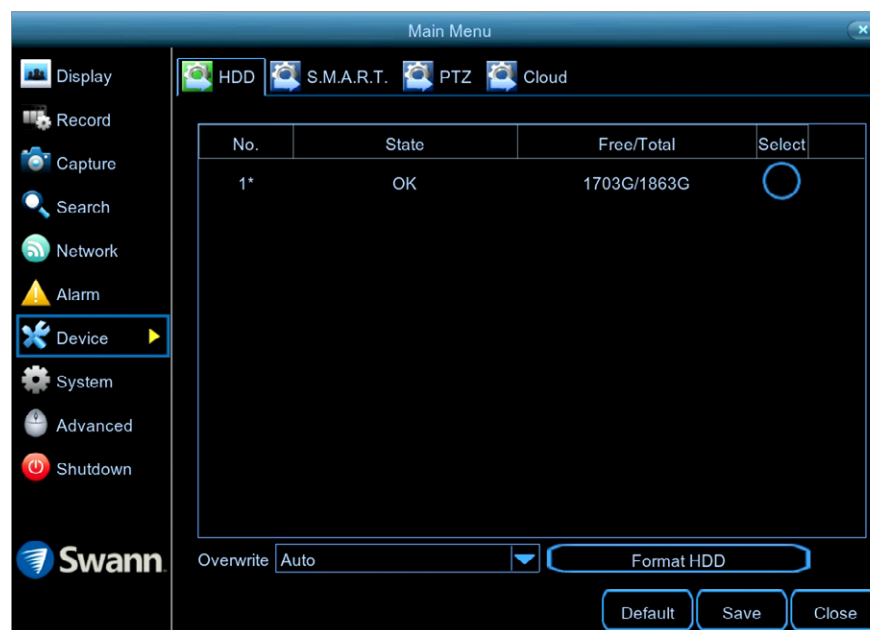 Main Menu
Display
Record
Capture
Search
Network
Alarm
Device
System
Advanced
Shutdown
Swann
HDD S.M.A.R.T. PTZ Cloud
No. State Free/Total Select
1* OK 1703G/1863G
Overwrite Auto Format HDD
Default Save Close